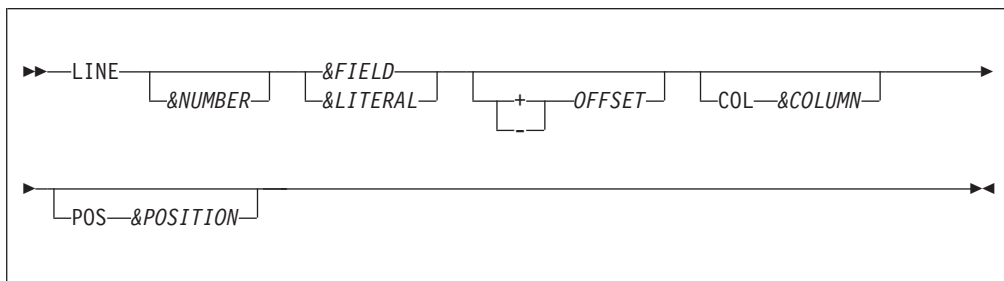 LINE &FIELD COL &COLUMN
&NUMBER &LITERAL + OFFSET
-
POS &POSITION